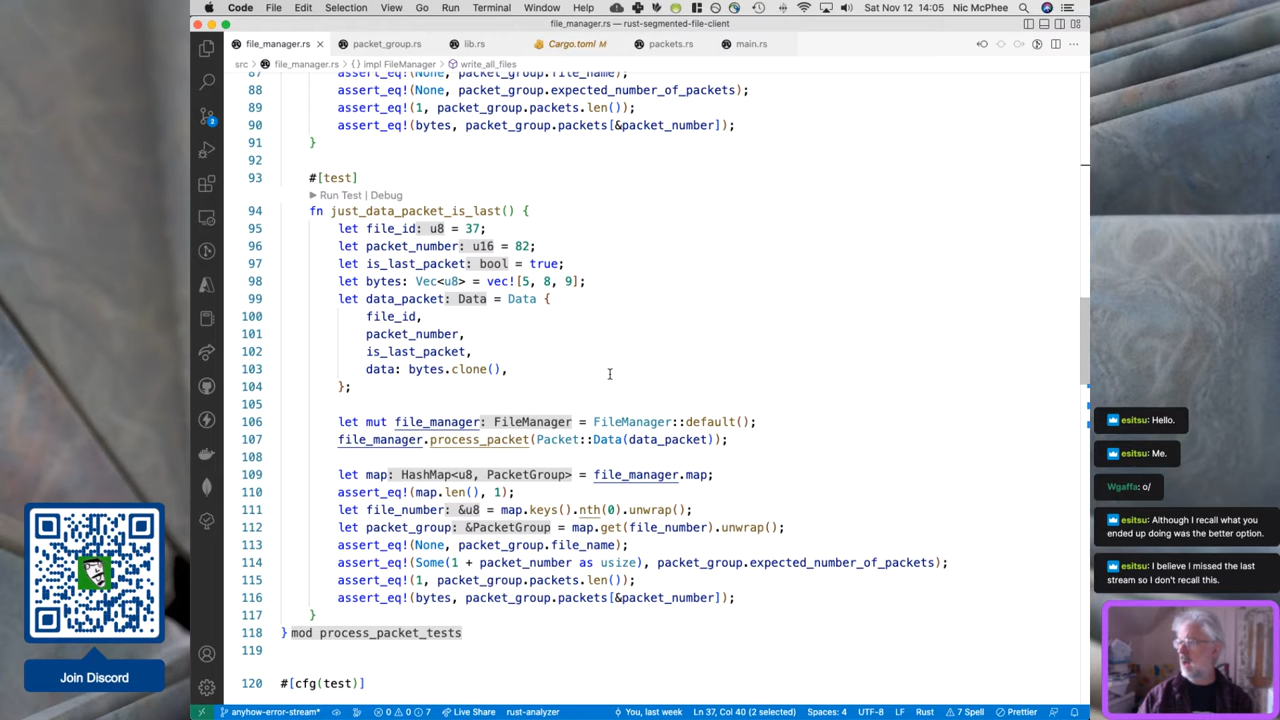 Code File Edit Selection View Go Run Terminal Window Help Sat Nov 12 14:05 Nic McPhee
file_manager.rs — rust-segmented-file-client
file_manager.rs packet_group.rs lib.rs Cargo.toml M packets.rs main.rs
src > file_manager.rs > {} impl FileManager > write_all_files
87 assert_eq!(None, packet_group.file_name);
88 assert_eq!(None, packet_group.expected_number_of_packets);
89 assert_eq!(1, packet_group.packets.len());
90 assert_eq!(bytes, packet_group.packets[&packet_number]);
91 }
92
93 #[test]
▶ Run Test | Debug
94 fn just_data_packet_is_last() {
95 let file_id: u8 = 37;
96 let packet_number: u16 = 82;
97 let is_last_packet: bool = true;
98 let bytes: Vec<u8> = vec![5, 8, 9];
99 let data_packet: Data = Data {
100 file_id,
101 packet_number,
102 is_last_packet,
103 data: bytes.clone(),
104 };
105
106 let mut file_manager: FileManager = FileManager::default();
107 file_manager.process_packet(Packet::Data(data_packet));
108
109 let map: HashMap<u8, PacketGroup> = file_manager.map;
110 assert_eq!(map.len(), 1);
111 let file_number: &u8 = map.keys().nth(0).unwrap();
112 let packet_group: &PacketGroup = map.get(file_number).unwrap();
113 assert_eq!(None, packet_group.file_name);
114 assert_eq!(Some(1 + packet_number as usize), packet_group.expected_number_of_packets);
115 assert_eq!(1, packet_group.packets.len());
116 assert_eq!(bytes, packet_group.packets[&packet_number]);
117 }
118 } mod process_packet_tests
119
120 #[cfg(test)]
2
esitsu: Hello.
esitsu: Me.
Wgaffa: o/
esitsu: Although I recall what you
ended up doing was the better option.
esitsu: I believe I missed the last
stream so I don't recall this.
Join Discord
anyhow-error-stream* 0 0 7 Live Share rust-analyzer You, last week Ln 37, Col 40 (2 selected) Spaces: 4 UTF-8 LF Rust 7 Spell Prettier